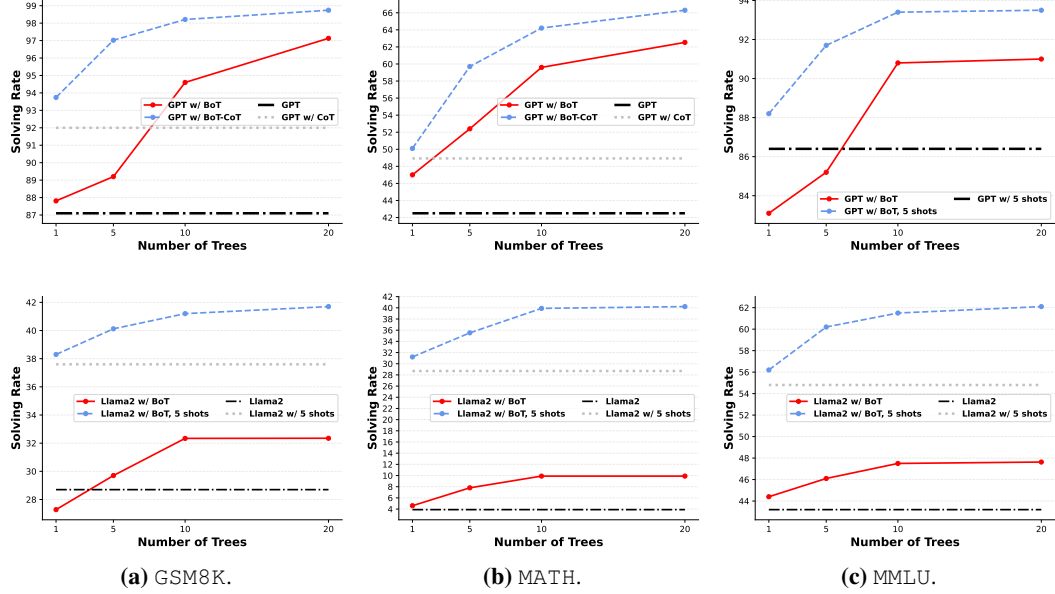 99
98
97
96
95
94
93
92
91
90
89
88
87
Solving Rate
GPT w/ BoT
GPT w/ BoT-CoT
GPT
GPT w/ CoT
1
5
10
20
Number of Trees
66
64
62
60
58
56
54
52
50
48
46
44
42
Solving Rate
GPT w/ BoT
GPT w/ BoT-CoT
GPT
GPT w/ CoT
1
5
10
20
Number of Trees
94
92
90
88
86
84
Solving Rate
GPT w/ BoT
GPT w/ BoT, 5 shots
GPT w/ 5 shots
1
5
10
20
Number of Trees
42
40
38
36
34
32
30
28
Solving Rate
Llama2 w/ BoT
Llama2 w/ BoT, 5 shots
Llama2
Llama2 w/ 5 shots
1
5
10
20
Number of Trees
42
40
38
36
34
32
30
28
26
24
22
20
18
16
14
12
10
8
6
4
Solving Rate
Llama2 w/ BoT
Llama2 w/ BoT, 5 shots
Llama2
Llama2 w/ 5 shots
1
5
10
20
Number of Trees
62
60
58
56
54
52
50
48
46
44
Solving Rate
Llama2 w/ BoT
Llama2 w/ BoT, 5 shots
Llama2
Llama2 w/ 5 shots
1
5
10
20
Number of Trees
(a) GSM8K.
(b) MATH.
(c) MMLU.